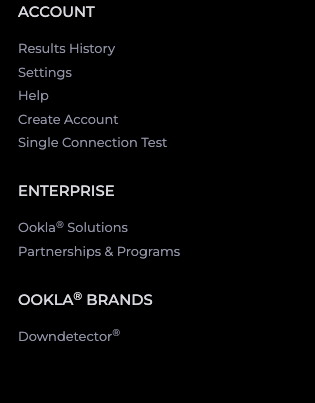 ACCOUNT
Results History
Settings
Help
Create Account
Single Connection Test
ENTERPRISE
Ookla® Solutions
Partnerships & Programs
OOKLA® BRANDS
Downdetector®